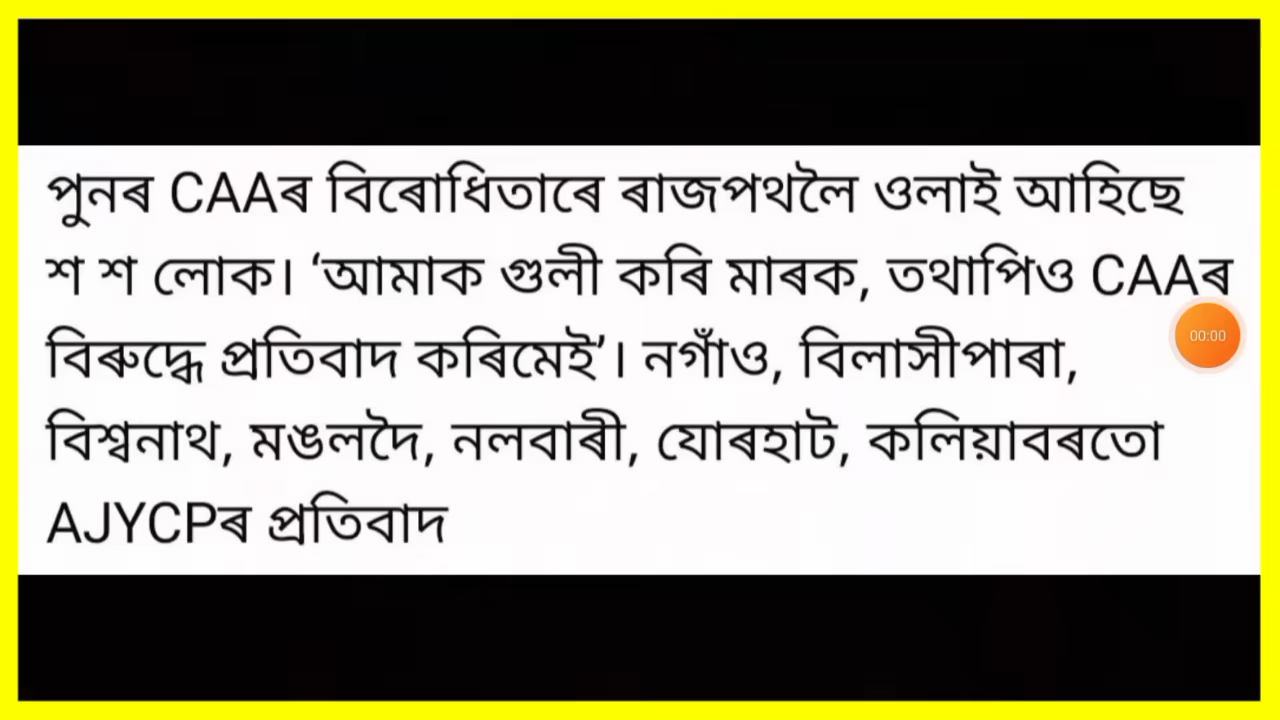 পুনৰ CAAৰ বিৰোধিতাৰে ৰাজপথলৈ ওলাই আহিছে
শ শ লোক। ‘আমাক গুলী কৰি মাৰক, তথাপিও CAAৰ
00:00
বিৰুদ্ধে প্ৰতিবাদ কৰিমেই’। নগাঁও, বিলাসীপাৰা,
বিশ্বনাথ, মঙলদৈ, নলবাৰী, যোৰহাট, কলিয়াবৰতো
AJYCPৰ প্ৰতিবাদ